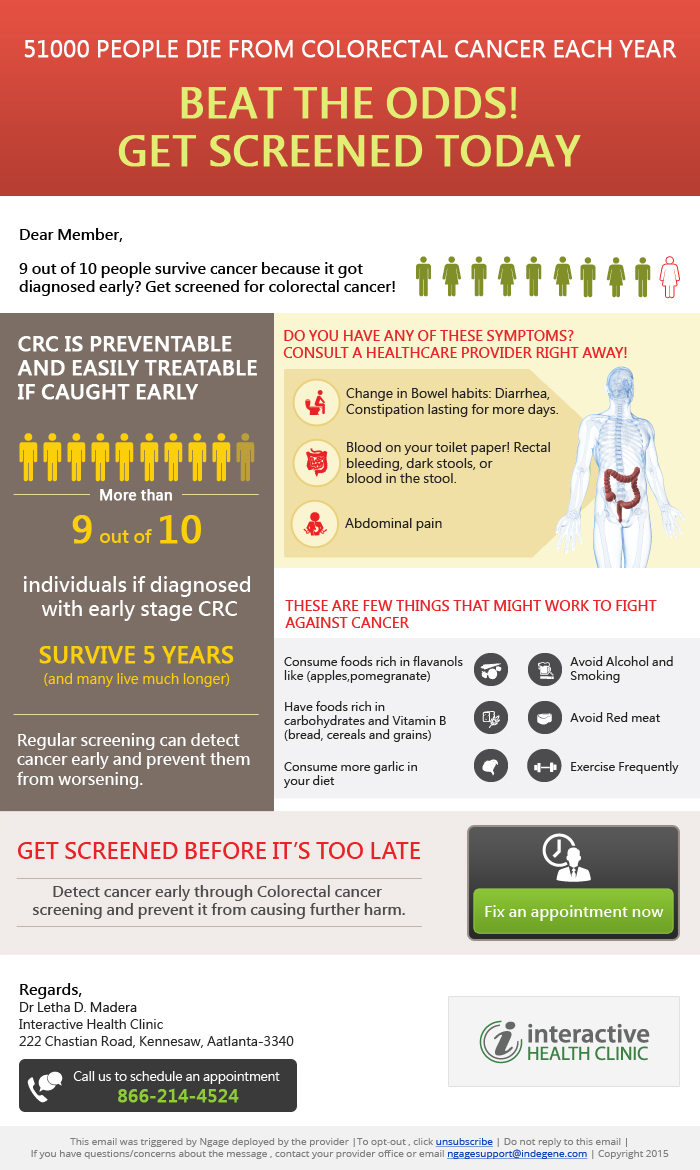 51000 PEOPLE DIE FROM COLORECTAL CANCER EACH YEAR
BEAT THE ODDS!
GET SCREENED TODAY
Dear Member,
9 out of 10 people survive cancer because it got
diagnosed early? Get screened for colorectal cancer!
CRC IS PREVENTABLE
AND EASILY TREATABLE
IF CAUGHT EARLY
More than
9 out of 10
individuals if diagnosed
with early stage CRC
SURVIVE 5 YEARS
(and many live much longer)
Regular screening can detect
cancer early and prevent them
from worsening.
DO YOU HAVE ANY OF THESE SYMPTOMS?
CONSULT A HEALTHCARE PROVIDER RIGHT AWAY!
Change in Bowel habits: Diarrhea,
Constipation lasting for more days.
Blood on your toilet paper! Rectal
bleeding, dark stools, or
blood in the stool.
Abdominal pain
THESE ARE FEW THINGS THAT MIGHT WORK TO FIGHT
AGAINST CANCER
Consume foods rich in flavanols
like (apples,pomegranate)
Avoid Alcohol and
Smoking
Have foods rich in
carbohydrates and Vitamin B
(bread, cereals and grains)
Avoid Red meat
Consume more garlic in
your diet
Exercise Frequently
GET SCREENED BEFORE IT'S TOO LATE
Detect cancer early through Colorectal cancer
screening and prevent it from causing further harm.
Fix an appointment now
Regards,
Dr Letha D. Madera
Interactive Health Clinic
222 Chastian Road, Kennesaw, Aatlanta-3340
Call us to schedule an appointment
866-214-4524
interactive
HEALTH CLINIC
This email was triggered by Ngage deployed by the provider |To opt-out , click unsubscribe | Do not reply to this email |
If you have questions/concerns about the message , contact your provider office or email ngagesupport@indegene.com | Copyright 2015